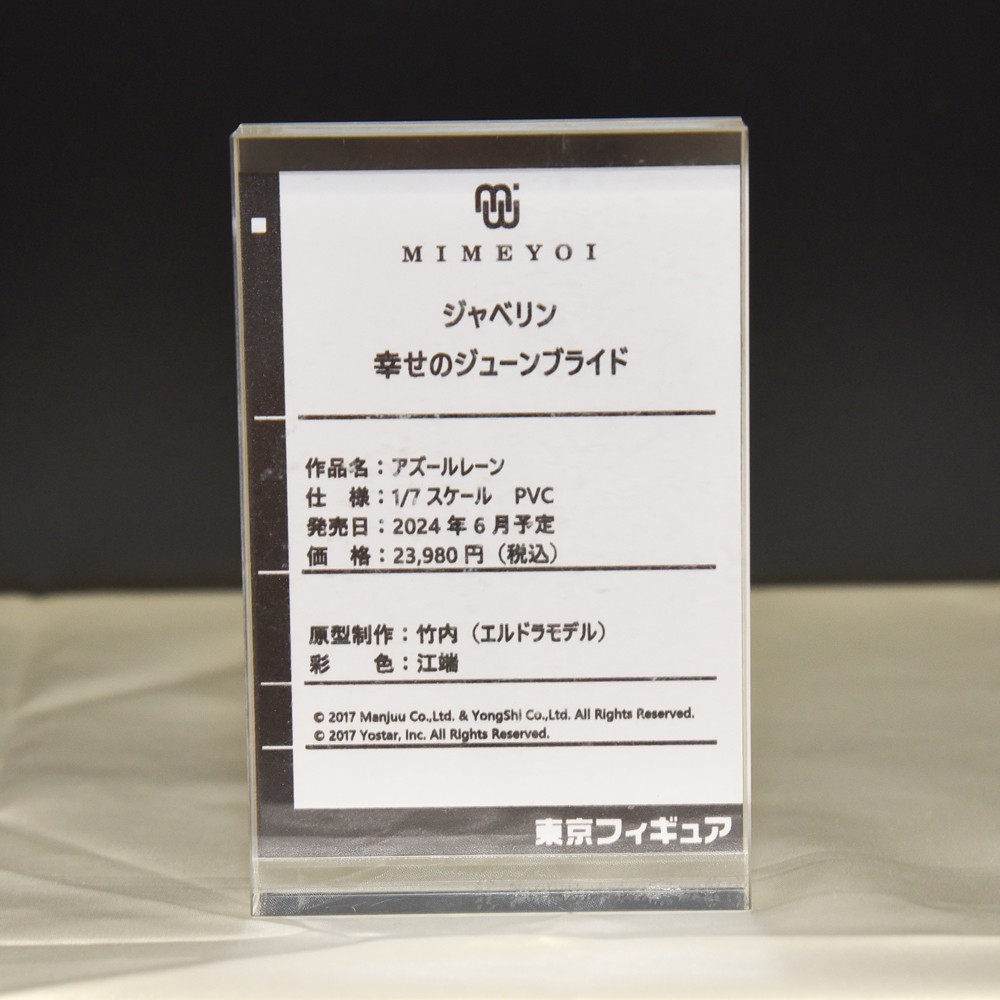 MIMEYOI
ジャベリン
幸せのジューンブライド
作品名：アズールレーン
仕　様：1/7 スケール　PVC
発売日：2024 年 6 月予定
価　格：23,980 円（税込）
原型制作：竹内（エルドラモデル）
彩　　色：江端
© 2017 Manjuu Co.,Ltd. & YongShi Co.,Ltd. All Rights Reserved.
© 2017 Yostar, Inc. All Rights Reserved.
東京フィギュア